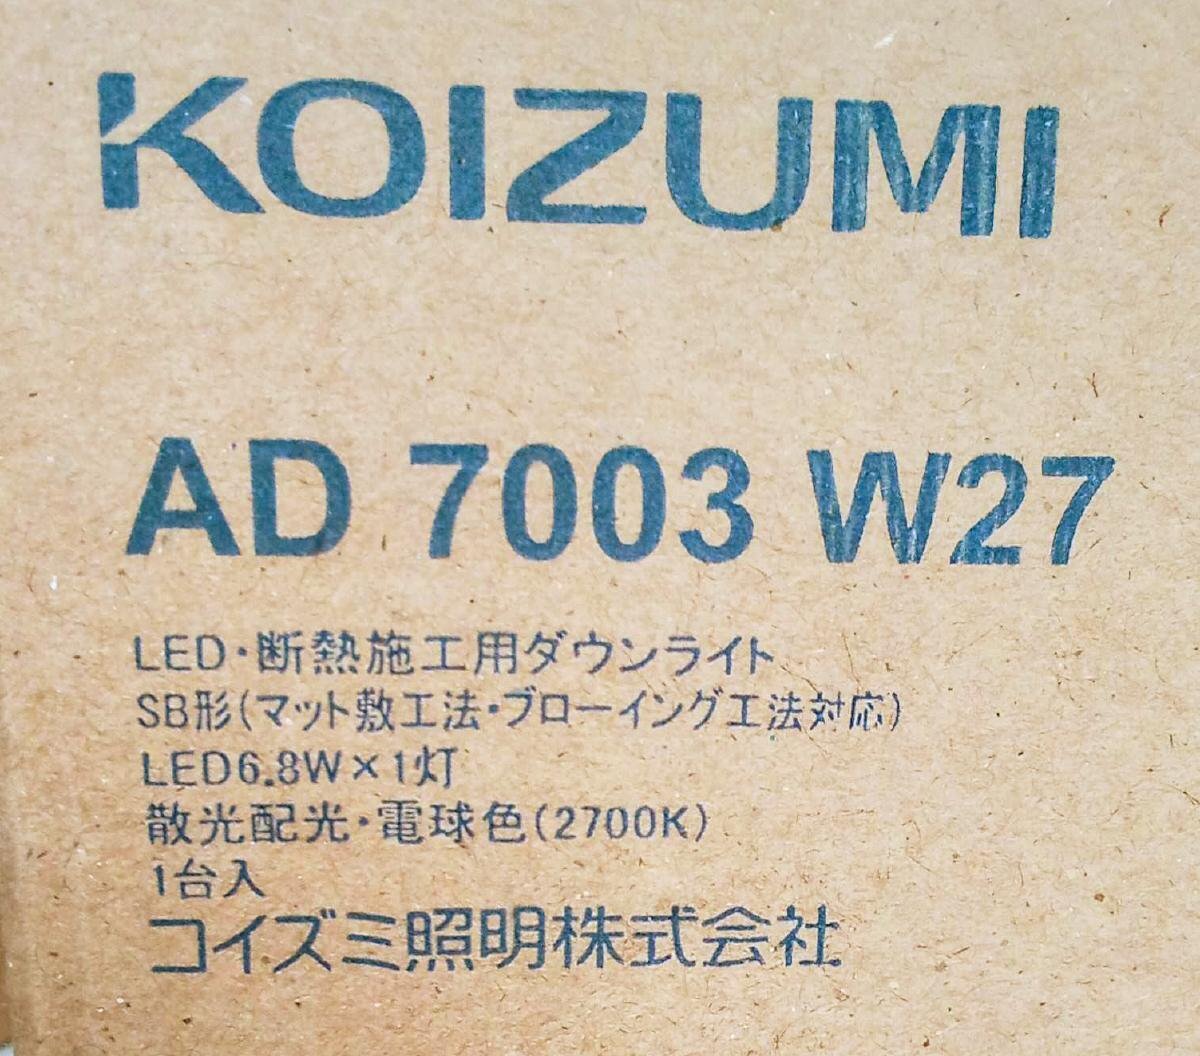 KOIZUMI
AD 7003 W27
LED・断熱施工用ダウンライト
SB形(マット敷工法・ブローイング工法対応)
LED6.8W×1灯
散光配光・電球色(2700K)
1台入
コイズミ照明株式会社